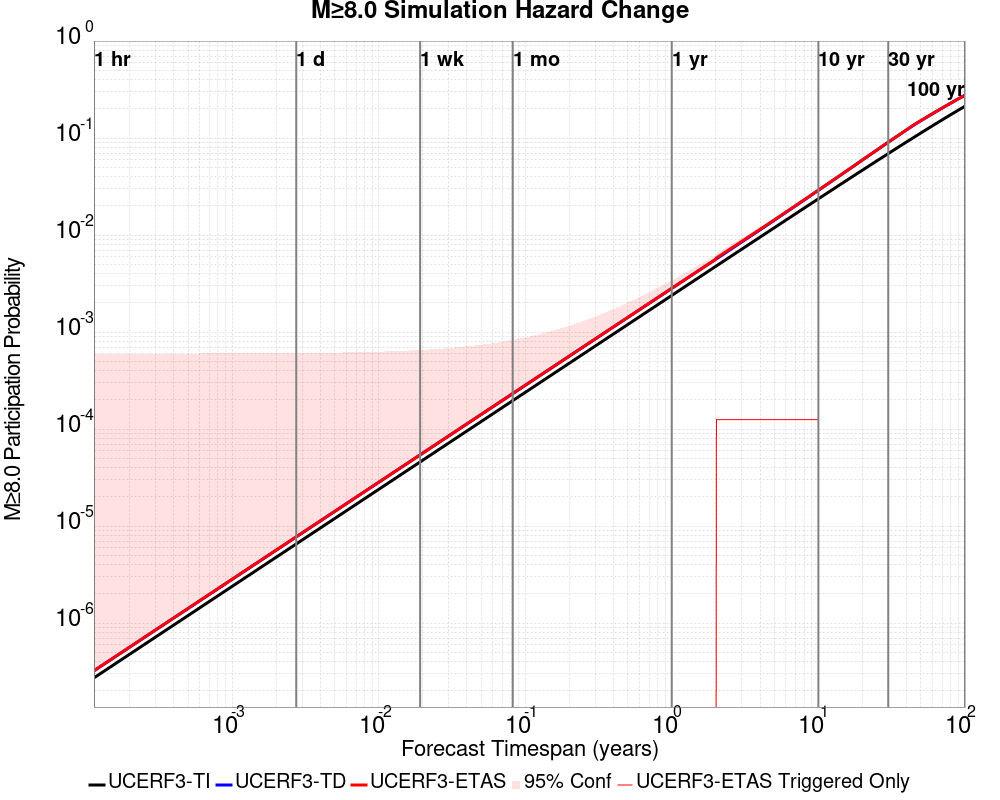 M≥8.0 Simulation Hazard Change
10^0
1 hr
1 d
1 wk
1 mo
1 yr
10 yr
30 yr
100 yr
10^-1
10^-2
10^-3
10^-4
10^-5
10^-6
M≥8.0 Participation Probability
10^-3
10^-2
10^-1
10^0
10^1
10^2
Forecast Timespan (years)
UCERF3-TI UCERF3-TD UCERF3-ETAS 95% Conf UCERF3-ETAS Triggered Only